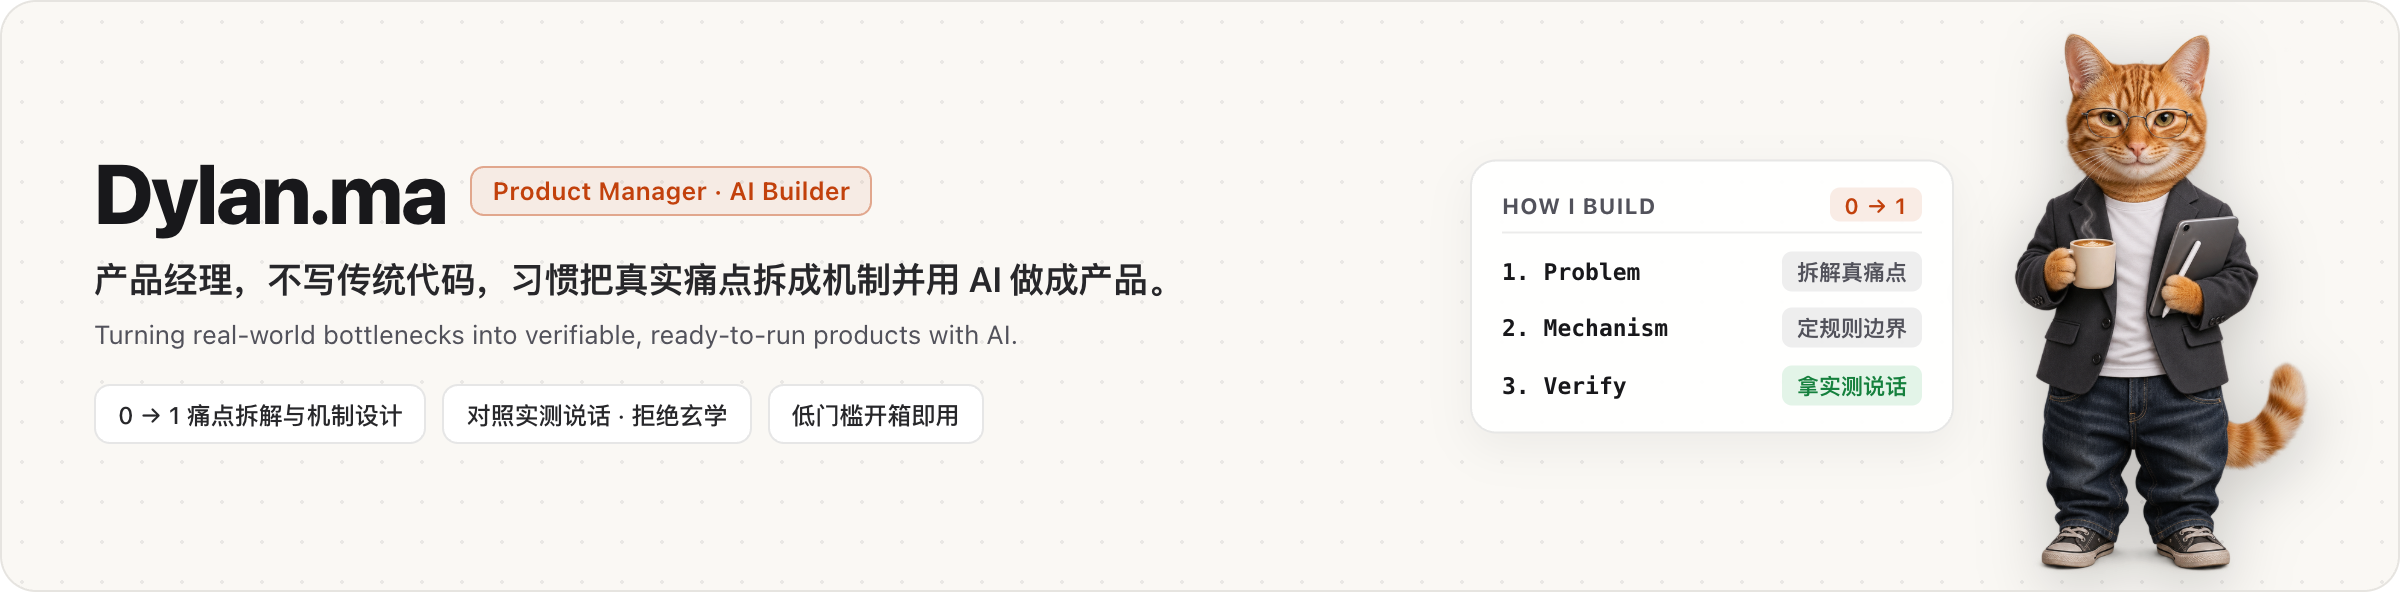 Dylan.ma
Product Manager · AI Builder
产品经理，不写传统代码，习惯把真实痛点拆成机制并用 AI 做成产品。
Turning real-world bottlenecks into verifiable, ready-to-run products with AI.
0 → 1 痛点拆解与机制设计
对照实测说话 · 拒绝玄学
低门槛开箱即用
HOW I BUILD
0 → 1
1. Problem
拆解真痛点
2. Mechanism
定规则边界
3. Verify
拿实测说话